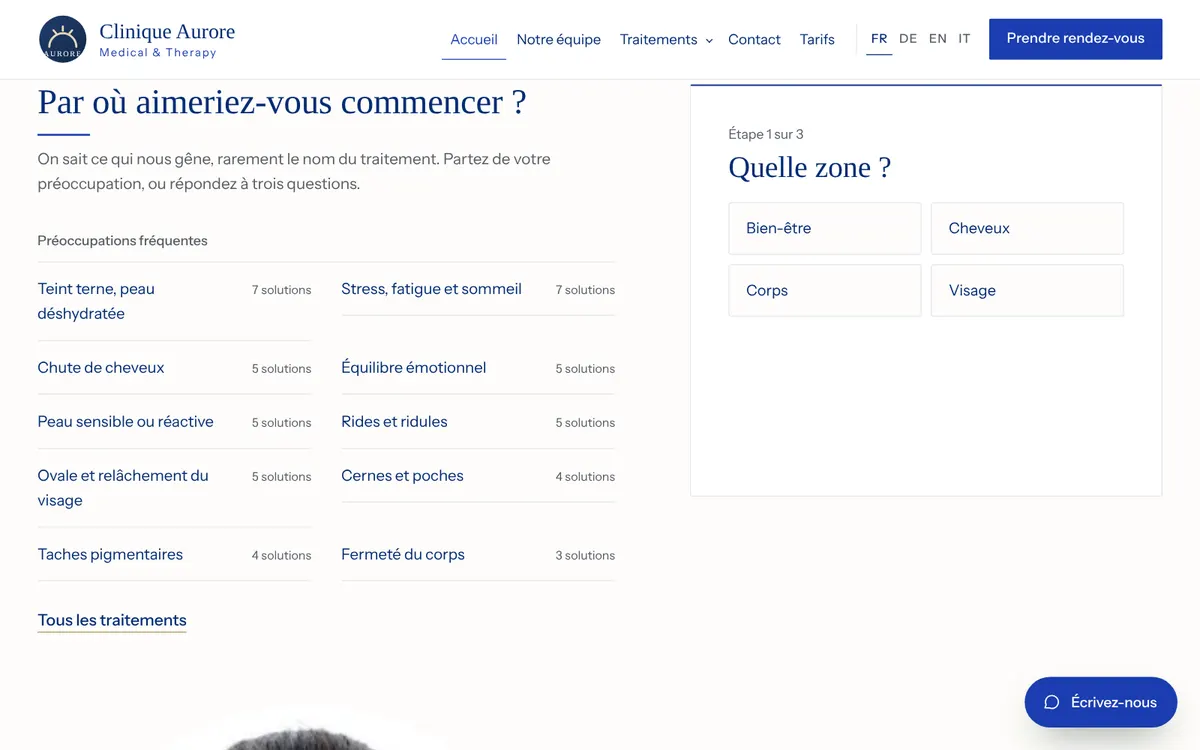 AURORE
Clinique Aurore
Medical & Therapy
Accueil
Notre équipe
Traitements
Contact
Tarifs
FR
DE
EN
IT
Prendre rendez-vous
Par où aimeriez-vous commencer ?
On sait ce qui nous gêne, rarement le nom du traitement. Partez de votre
préoccupation, ou répondez à trois questions.
Préoccupations fréquentes
Teint terne, peau
déshydratée
7 solutions
Stress, fatigue et sommeil
7 solutions
Chute de cheveux
5 solutions
Équilibre émotionnel
5 solutions
Peau sensible ou réactive
5 solutions
Rides et ridules
5 solutions
Ovale et relâchement du
visage
5 solutions
Cernes et poches
4 solutions
Taches pigmentaires
4 solutions
Fermeté du corps
3 solutions
Tous les traitements
Étape 1 sur 3
Quelle zone ?
Bien-être
Cheveux
Corps
Visage
Écrivez-nous